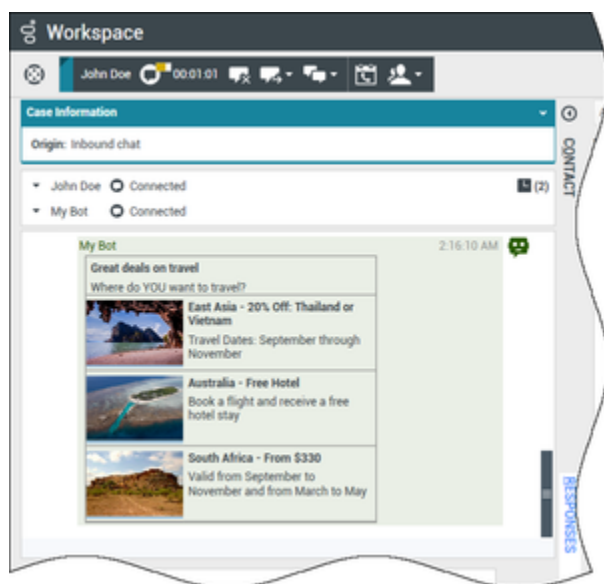 Workspace
John Doe 00:01:01
Case Information
Origin: Inbound chat
CONTACT
John Doe Connected
(2)
My Bot Connected
My Bot 2:16:10 AM
Great deals on travel
Where do YOU want to travel?
East Asia - 20% Off: Thailand or
Vietnam
Travel Dates: September through
November
Australia - Free Hotel
Book a flight and receive a free
hotel stay
South Africa - From $330
Valid from September to
November and from March to May
RESPONSES